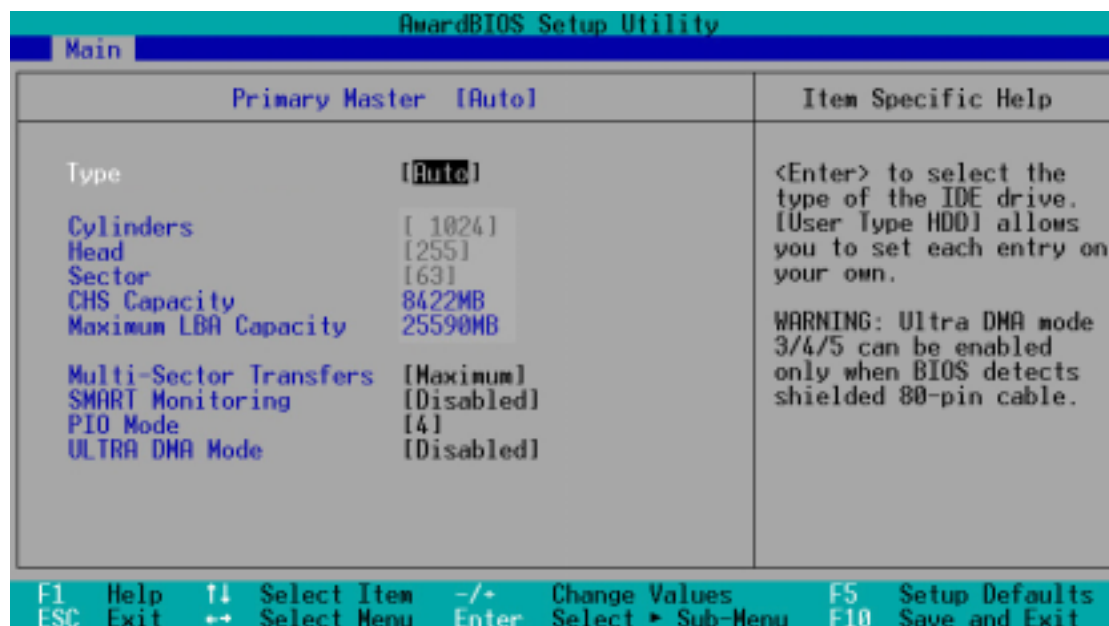 AwardBIOS Setup Utility
Main
Primary Master [Auto]
Item Specific Help
Type [Auto]
Cylinders [ 1024]
Head [255]
Sector [63]
CHS Capacity 8422MB
Maximum LBA Capacity 25590MB
Multi-Sector Transfers [Maximum]
SMART Monitoring [Disabled]
PIO Mode [4]
ULTRA DMA Mode [Disabled]
<Enter> to select the
type of the IDE drive.
[User Type HDD] allows
you to set each entry on
your own.
WARNING: Ultra DMA mode
3/4/5 can be enabled
only when BIOS detects
shielded 80-pin cable.
F1 Help ↑↓ Select Item -/+ Change Values F5 Setup Defaults
ESC Exit ←→ Select Menu Enter Select ► Sub-Menu F10 Save and Exit